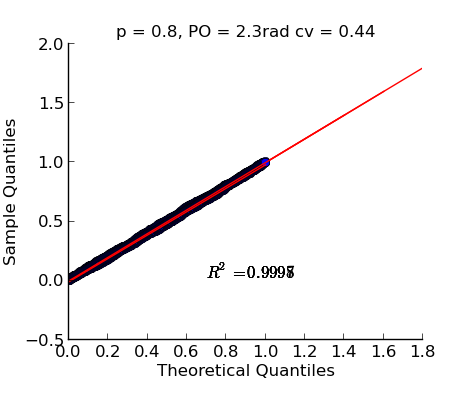 p = 0.8, PO = 2.3rad cv = 0.44
2.0
1.5
1.0
0.5
0.0
−0.5
Sample Quantiles
R² =
0.0 0.2 0.4 0.6 0.8 1.0 1.2 1.4 1.6 1.8
Theoretical Quantiles